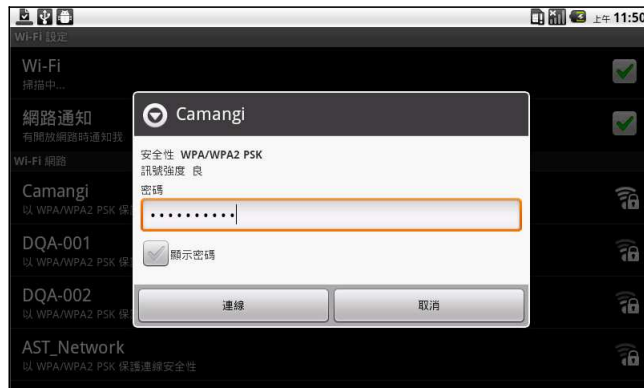 上午 11:50
Wi-Fi 設定
Wi-Fi
掃描中...
網路通知
有開放網路時通知我
Wi-Fi 網路
Camangi
以 WPA/WPA2 PSK 保
DQA-001
以 WPA/WPA2 PSK 保
DQA-002
以 WPA/WPA2 PSK 保
AST_Network
以 WPA/WPA2 PSK 保護連線安全性
Camangi
安全性 WPA/WPA2 PSK
訊號強度 良
密碼
••••••••••
顯示密碼
連線
取消